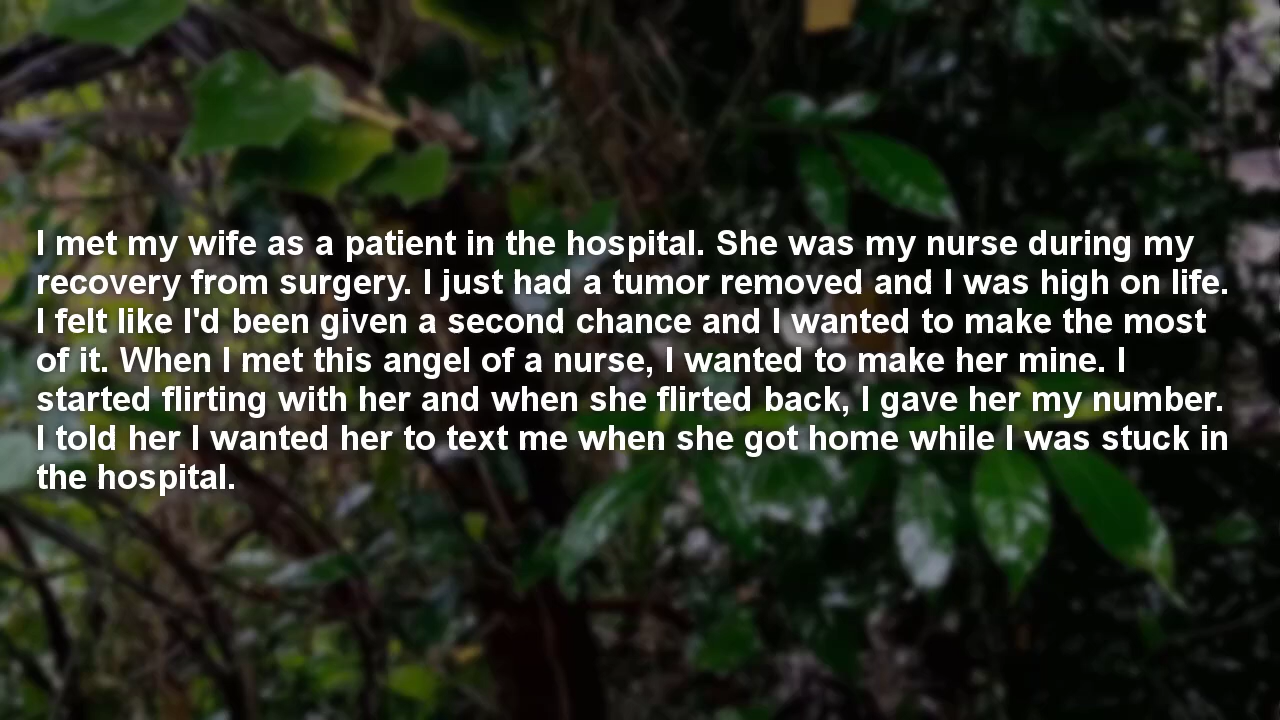 I met my wife as a patient in the hospital. She was my nurse during my
recovery from surgery. I just had a tumor removed and I was high on life.
I felt like I'd been given a second chance and I wanted to make the most
of it. When I met this angel of a nurse, I wanted to make her mine. I
started flirting with her and when she flirted back, I gave her my number.
I told her I wanted her to text me when she got home while I was stuck in
the hospital.